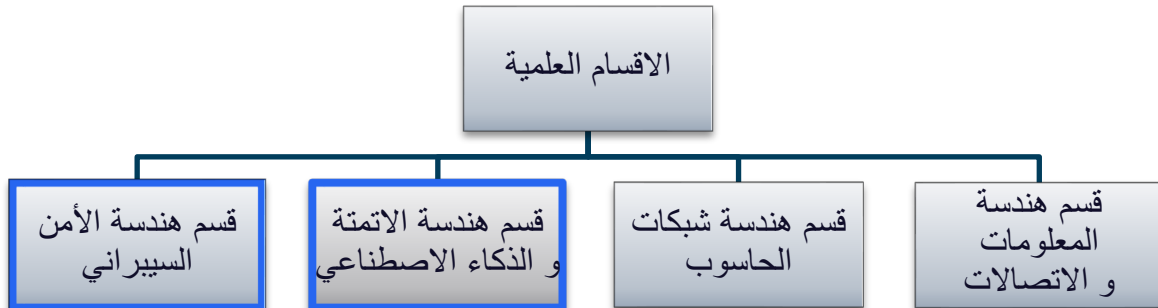 الاقسام العلمية
قسم هندسة
المعلومات
و الاتصالات
قسم هندسة شبكات
الحاسوب
قسم هندسة الاتمتة
و الذكاء الاصطناعي
قسم هندسة الأمن
السيبراني